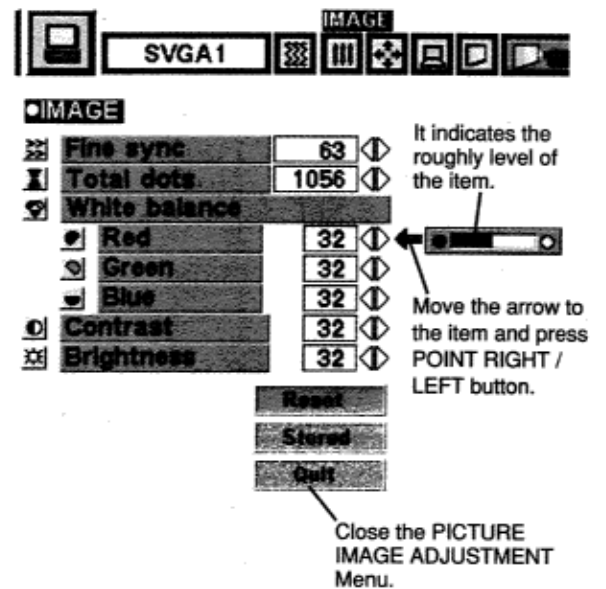 IMAGE
SVGA1
IMAGE
Fine sync 63
Total dots 1056
White balance
Red 32
Green 32
Blue 32
Contrast 32
Brightness 32
Reset
Stored
Quit
It indicates the
roughly level of
the item.
Move the arrow to
the item and press
POINT RIGHT /
LEFT button.
Close the PICTURE
IMAGE ADJUSTMENT
Menu.